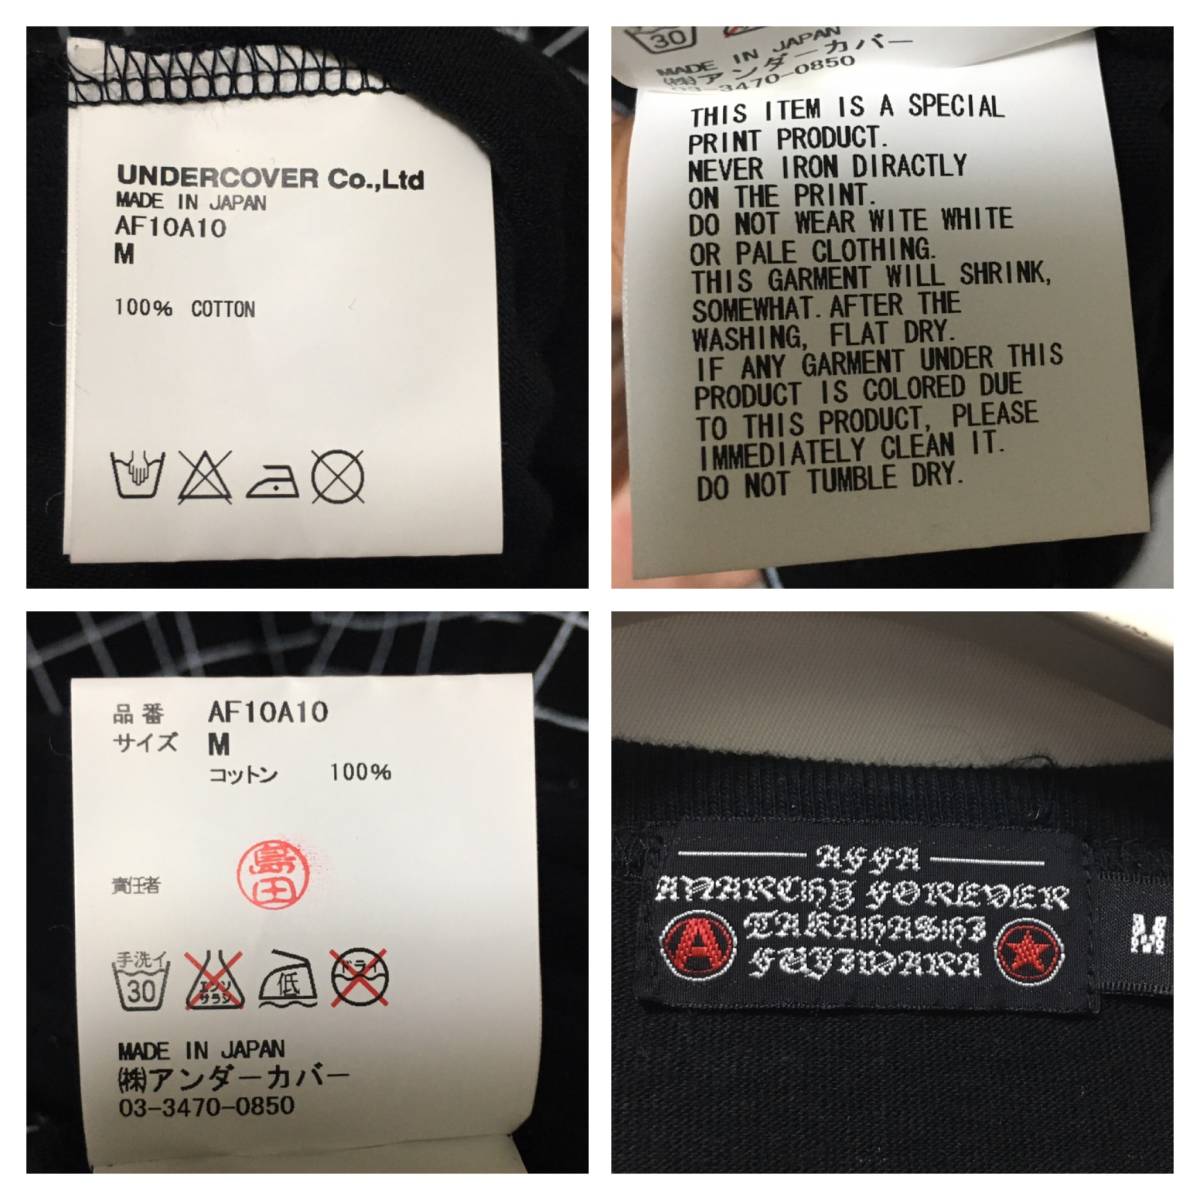 UNDERCOVER Co.,Ltd
MADE IN JAPAN
AF10A10
M
100% COTTON
30
MADE IN JAPAN
㈱アンダーカバー
03-3470-0850
THIS ITEM IS A SPECIAL
PRINT PRODUCT.
NEVER IRON DIRACTLY
ON THE PRINT.
DO NOT WEAR WITE WHITE
OR PALE CLOTHING.
THIS GARMENT WILL SHRINK,
SOMEWHAT. AFTER THE
WASHING, FLAT DRY.
IF ANY GARMENT UNDER THIS
PRODUCT IS COLORED DUE
TO THIS PRODUCT, PLEASE
IMMEDIATELY CLEAN IT.
DO NOT TUMBLE DRY.
品番 AF10A10
サイズ M
コットン 100%
責任者 島田
手洗イ 30 エンソサラシ 低 ドライ
MADE IN JAPAN
㈱アンダーカバー
03-3470-0850
AFFA
ANARCHY FOREVER
TAKAHASHI
FUJIWARA
A
M